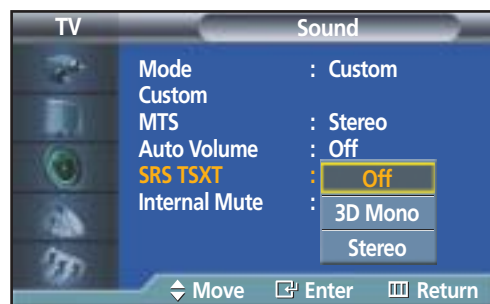 TV Sound
Mode : Custom
Custom
MTS : Stereo
Auto Volume : Off
SRS TSXT : Off
Internal Mute : 3D Mono
Stereo
Move Enter Return